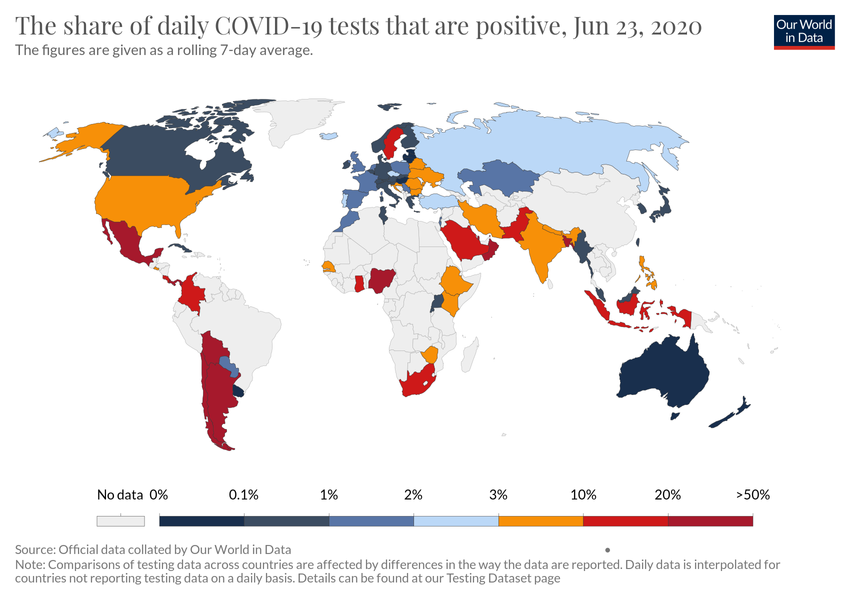 The share of daily COVID-19 tests that are positive, Jun 23, 2020
The figures are given as a rolling 7-day average.
Our World
in Data
No data 0% 0.1% 1% 2% 3% 10% 20% >50%
Source: Official data collated by Our World in Data
Note: Comparisons of testing data across countries are affected by differences in the way the data are reported. Daily data is interpolated for
countries not reporting testing data on a daily basis. Details can be found at our Testing Dataset page